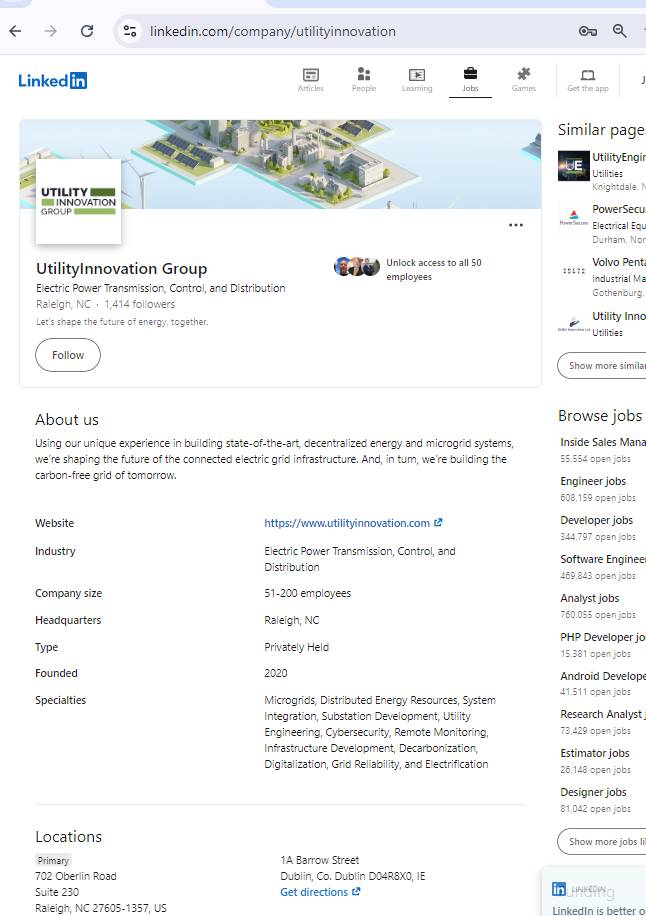 linkedin.com/company/utilityinnovation
LinkedIn
Articles
People
Learning
Jobs
Games
Get the app
UTILITY
INNOVATION
GROUP
UtilityInnovation Group
Electric Power Transmission, Control, and Distribution
Raleigh, NC · 1,414 followers
Let's shape the future of energy, together.
Unlock access to all 50
employees
Follow
About us
Using our unique experience in building state-of-the-art, decentralized energy and microgrid systems,
we're shaping the future of the connected electric grid infrastructure. And, in turn, we're building the
carbon-free grid of tomorrow.
Website
https://www.utilityinnovation.com
Industry
Electric Power Transmission, Control, and
Distribution
Company size
51-200 employees
Headquarters
Raleigh, NC
Type
Privately Held
Founded
2020
Specialties
Microgrids, Distributed Energy Resources, System
Integration, Substation Development, Utility
Engineering, Cybersecurity, Remote Monitoring,
Infrastructure Development, Decarbonization,
Digitalization, Grid Reliability, and Electrification
Locations
Primary
702 Oberlin Road
Suite 230
Raleigh, NC 27605-1357, US
1A Barrow Street
Dublin, Co. Dublin D04R8X0, IE
Get directions
Similar page
UE
UtilityEngin
Utilities
Knightdale, N
PowerSecure
PowerSecu
Electrical Equ
Durham, Nor
Volvo Penta
Industrial Ma
Gothenburg,
Utility Inno
Utilities
Show more similar
Browse jobs
Inside Sales Mana
55,554 open jobs
Engineer jobs
608,159 open jobs
Developer jobs
344,797 open jobs
Software Enginee
469,843 open jobs
Analyst jobs
760,055 open jobs
PHP Developer jo
15,381 open jobs
Android Develope
41,511 open jobs
Research Analyst j
73,429 open jobs
Estimator jobs
26,148 open jobs
Designer jobs
81,042 open jobs
Show more jobs li
LINKEDIN
unding
LinkedIn is better o